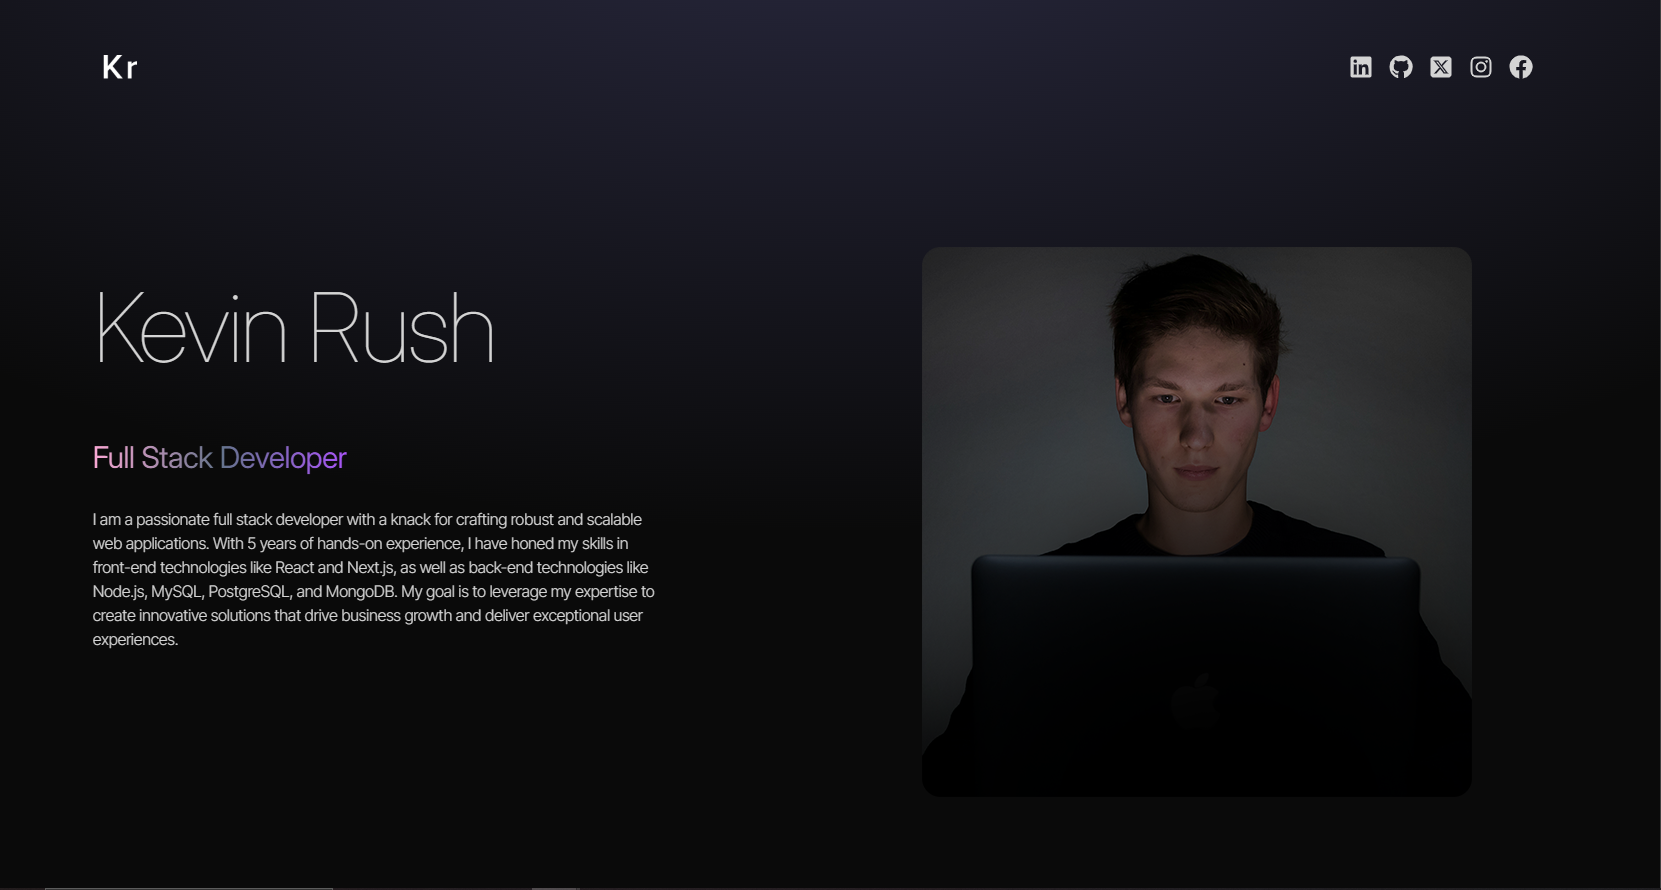 Kr
Kevin Rush
Full Stack Developer
I am a passionate full stack developer with a knack for crafting robust and scalable
web applications. With 5 years of hands-on experience, I have honed my skills in
front-end technologies like React and Next.js, as well as back-end technologies like
Node.js, MySQL, PostgreSQL, and MongoDB. My goal is to leverage my expertise to
create innovative solutions that drive business growth and deliver exceptional user
experiences.